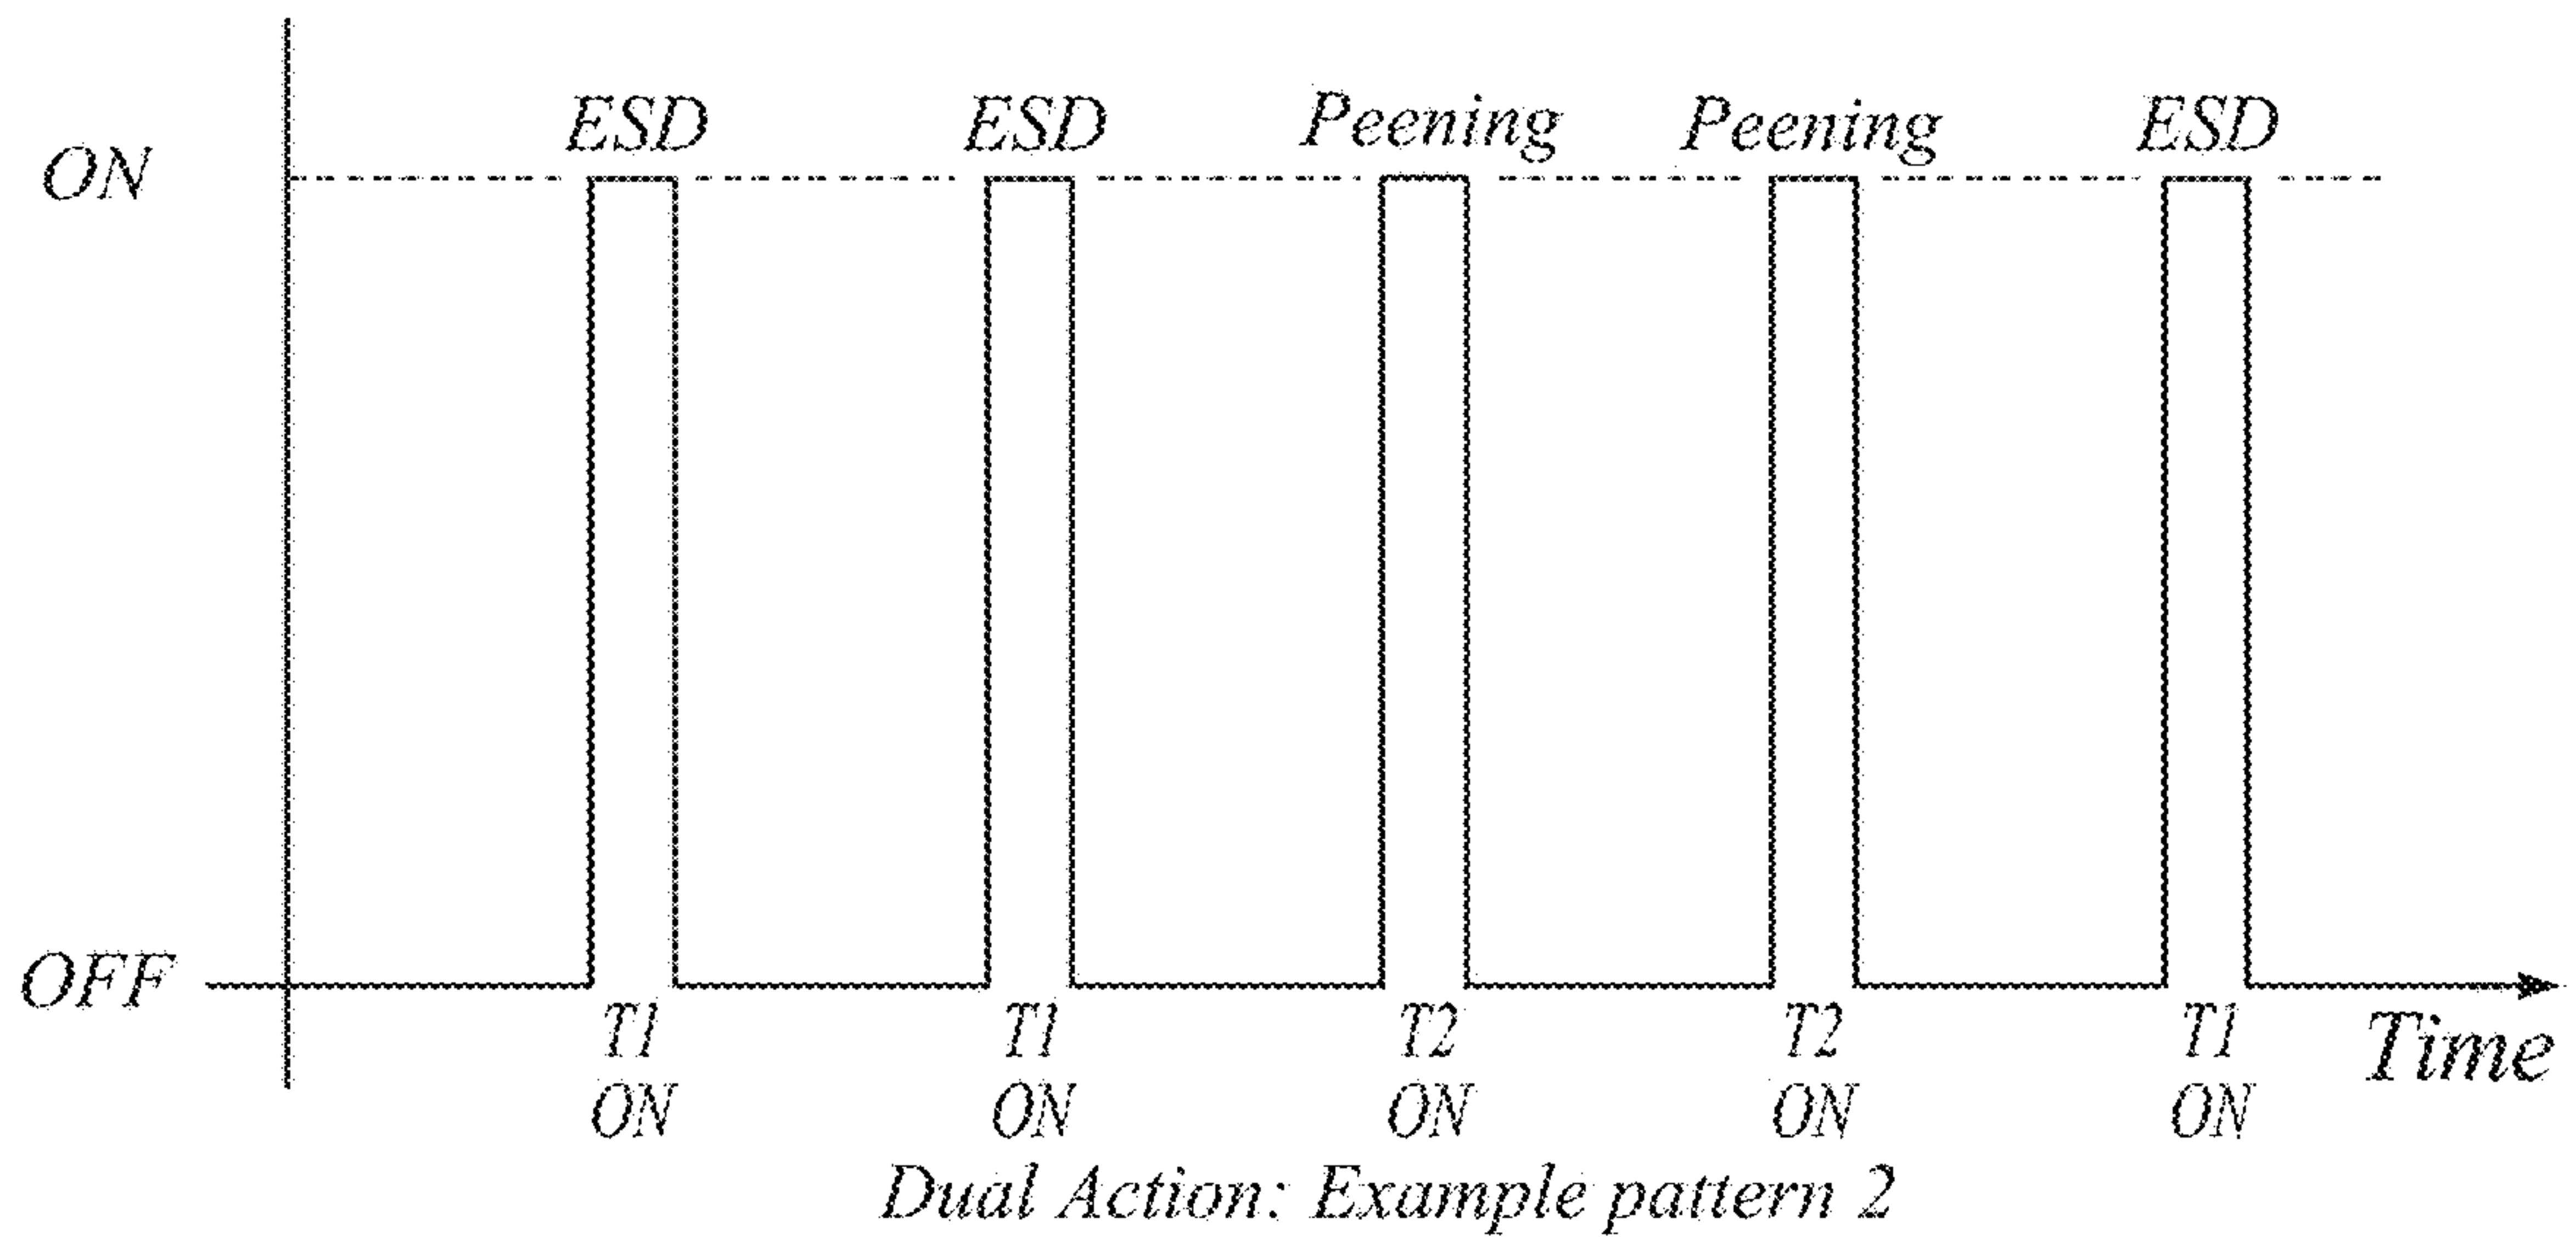 ESD ESD Peening Peening ESD
ON
OFF
T1 T1 T2 T2 T1
ON ON ON ON ON
Time
Dual Action: Example pattern 2